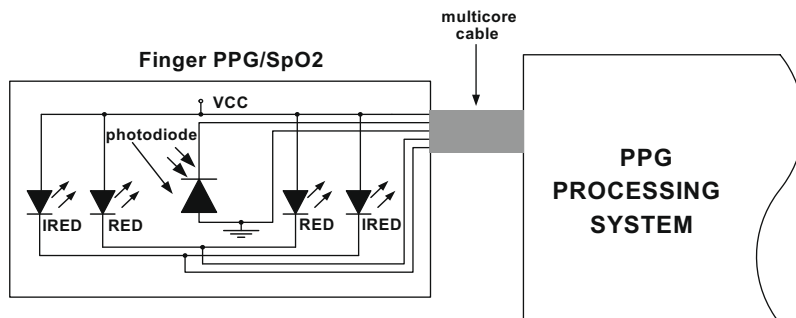 multicore
cable
Finger PPG/SpO2
VCC
photodiode
IRED
RED
RED
IRED
PPG
PROCESSING
SYSTEM